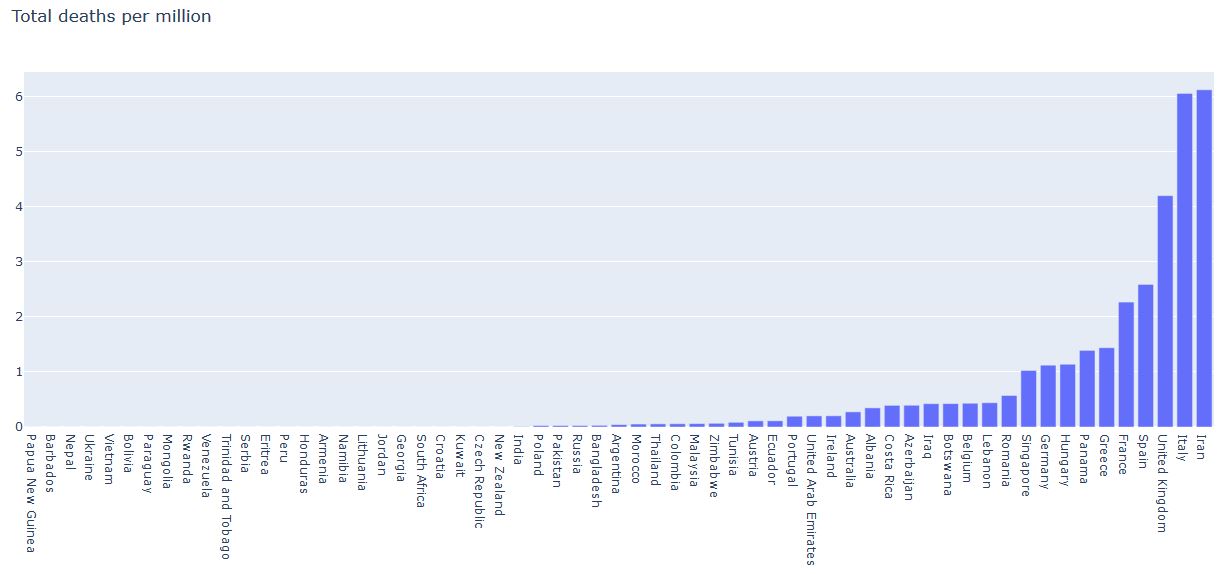 Total deaths per million
6
5
4
3
2
1
0
Papua New Guinea
Barbados
Nepal
Ukraine
Vietnam
Bolivia
Paraguay
Mongolia
Rwanda
Venezuela
Trinidad and Tobago
Serbia
Eritrea
Peru
Honduras
Armenia
Namibia
Lithuania
Jordan
Georgia
South Africa
Croatia
Kuwait
Czech Republic
New Zealand
India
Poland
Pakistan
Russia
Bangladesh
Argentina
Morocco
Thailand
Colombia
Malaysia
Zimbabwe
Tunisia
Austria
Ecuador
Portugal
United Arab Emirates
Ireland
Australia
Albania
Costa Rica
Azerbaijan
Iraq
Botswana
Belgium
Lebanon
Romania
Singapore
Germany
Hungary
Panama
Greece
France
Spain
United Kingdom
Italy
Iran